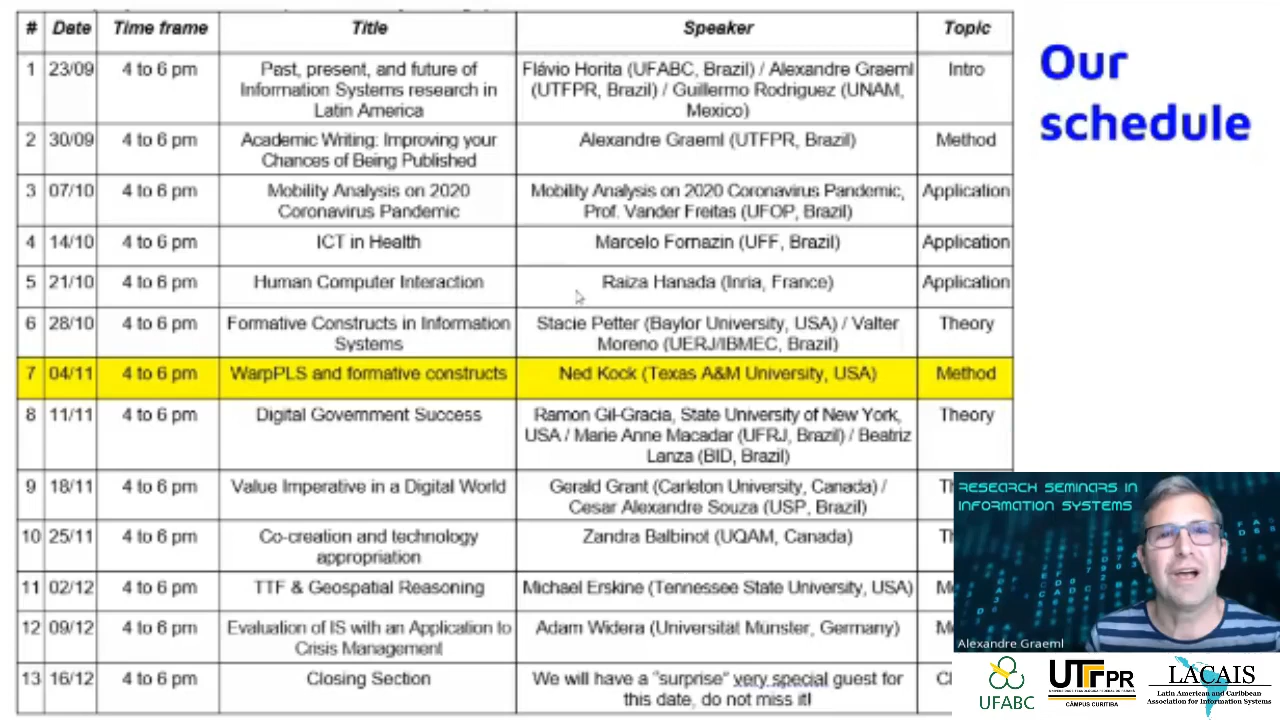 # Date Time frame Title Speaker Topic
1 23/09 4 to 6 pm Past, present, and future of Information Systems research in Latin America Flávio Horita (UFABC, Brazil) / Alexandre Graeml (UTFPR, Brazil) / Guillermo Rodriguez (UNAM, Mexico) Intro
2 30/09 4 to 6 pm Academic Writing: Improving your Chances of Being Published Alexandre Graeml (UTFPR, Brazil) Method
3 07/10 4 to 6 pm Mobility Analysis on 2020 Coronavirus Pandemic Mobility Analysis on 2020 Coronavirus Pandemic, Prof. Vander Freitas (UFOP, Brazil) Application
4 14/10 4 to 6 pm ICT in Health Marcelo Fornazin (UFF, Brazil) Application
5 21/10 4 to 6 pm Human Computer Interaction Raiza Hanada (Inria, France) Application
6 28/10 4 to 6 pm Formative Constructs in Information Systems Stacie Petter (Baylor University, USA) / Valter Moreno (UERJ/IBMEC, Brazil) Theory
7 04/11 4 to 6 pm WarpPLS and formative constructs Ned Kock (Texas A&M University, USA) Method
8 11/11 4 to 6 pm Digital Government Success Ramon Gil-Gracia, State University of New York, USA / Marie Anne Macadar (UFRJ, Brazil) / Beatriz Lanza (BID, Brazil) Theory
9 18/11 4 to 6 pm Value Imperative in a Digital World Gerald Grant (Carleton University, Canada) / Cesar Alexandre Souza (USP, Brazil)
10 25/11 4 to 6 pm Co-creation and technology appropriation Zandra Balbinot (UQAM, Canada)
11 02/12 4 to 6 pm TTF & Geospatial Reasoning Michael Erskine (Tennessee State University, USA)
12 09/12 4 to 6 pm Evaluation of IS with an Application to Crisis Management Adam Widera (Universität Münster, Germany)
13 16/12 4 to 6 pm Closing Section We will have a "surprise" very special guest for this date, do not miss it!
Our
schedule
RESEARCH SEMINARS IN
INFORMATION SYSTEMS
Alexandre Graeml
UFABC
UTFPR
CÂMPUS CURITIBA
LACAIS
Latin American and Caribbean
Association for Information Systems